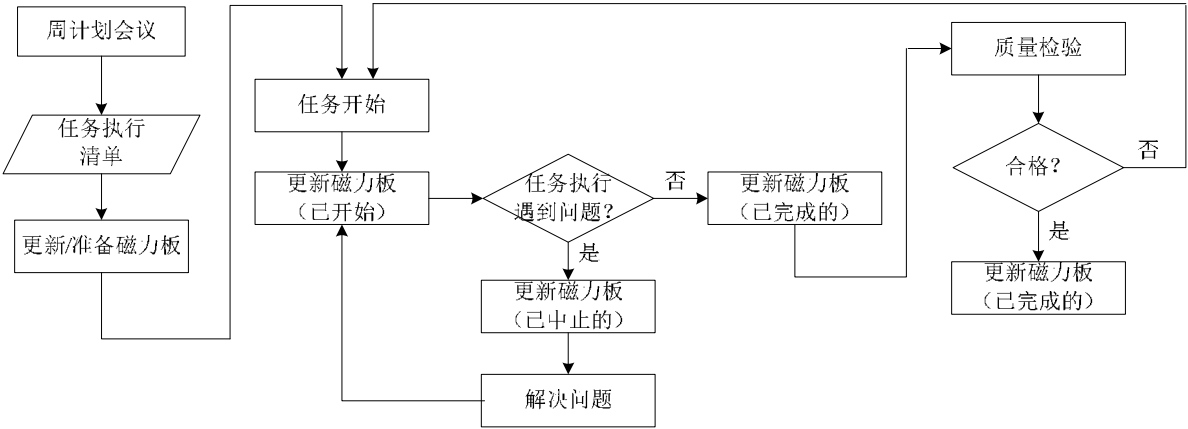 周计划会议
任务执行
清单
更新/准备磁力板
任务开始
更新磁力板
（已开始）
任务执行
遇到问题？
否
是
更新磁力板
（已中止的）
解决问题
更新磁力板
（已完成的）
质量检验
合格？
否
是
更新磁力板
（已完成的）